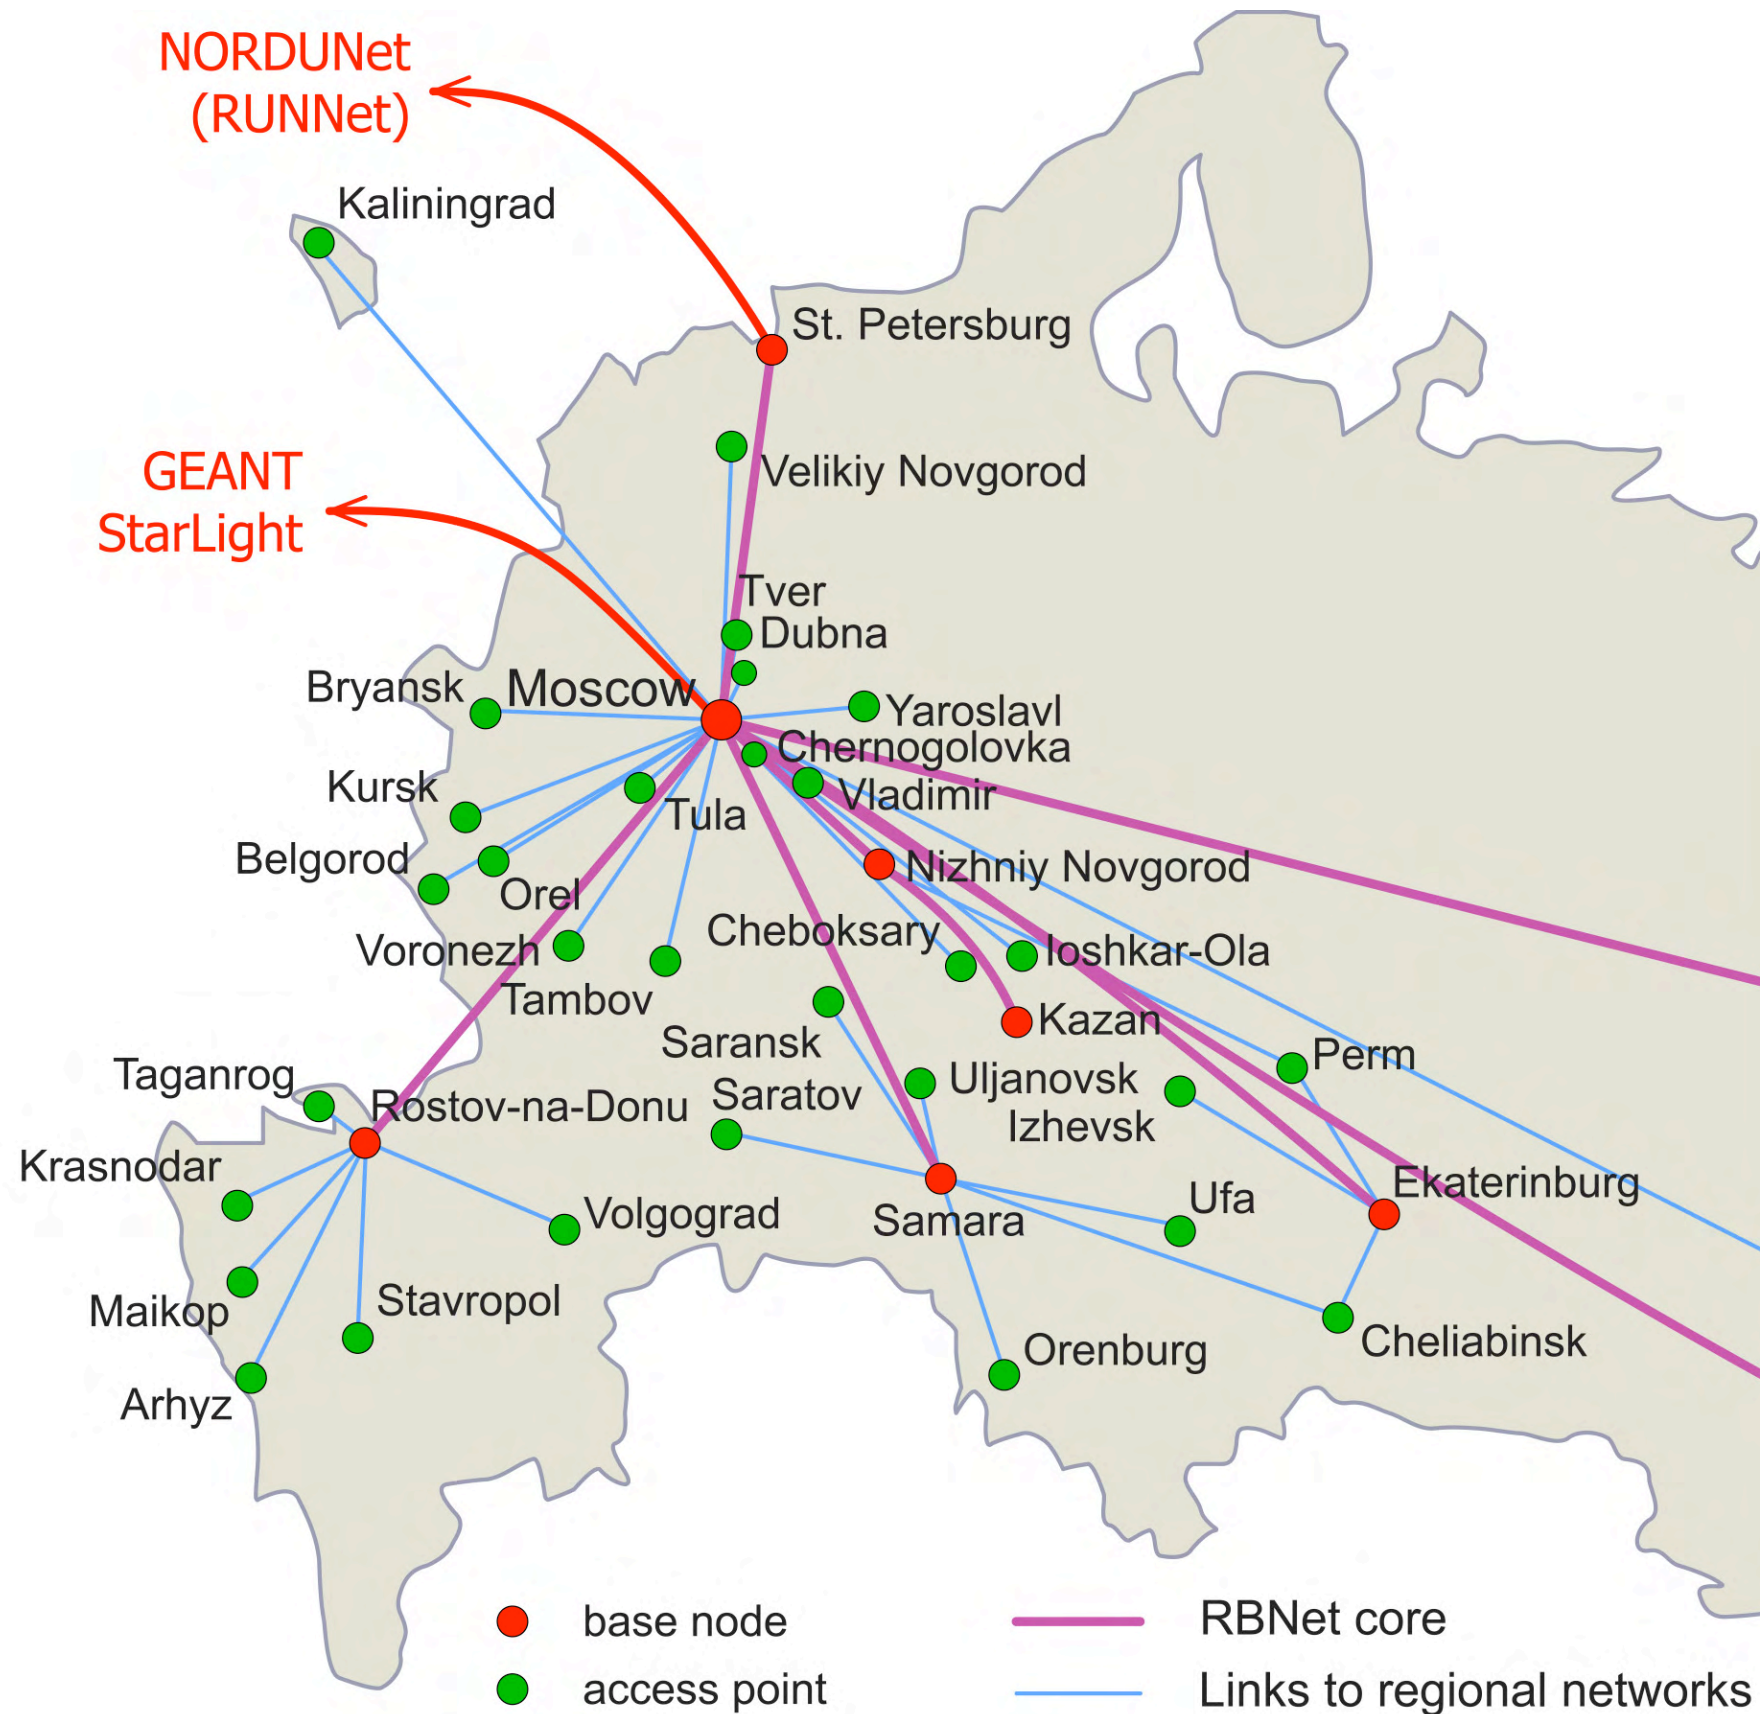 NORDUNet
(RUNNet)
Kaliningrad
St. Petersburg
GEANT
StarLight
Velikiy Novgorod
Tver
Dubna
Bryansk
Moscow
Yaroslavl
Chernogolovka
Kursk
Vladimir
Tula
Belgorod
Nizhniy Novgorod
Orel
Cheboksary
Ioshkar-Ola
Voronezh
Tambov
Kazan
Saransk
Perm
Taganrog
Uljanovsk
Saratov
Rostov-na-Donu
Izhevsk
Krasnodar
Ekaterinburg
Ufa
Volgograd
Samara
Stavropol
Maikop
Cheliabinsk
Orenburg
Arhyz
base node
RBNet core
access point
Links to regional networks